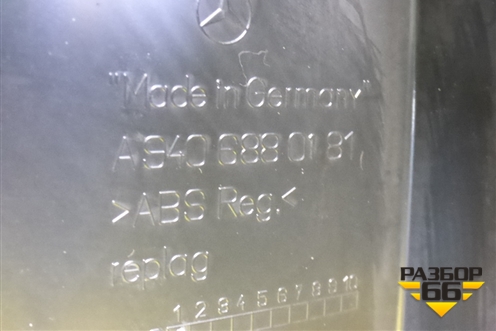 "Made in Germany"
A 940 688 01 81
>ABS Reg.<
réplag
1 2 3 4 5 6 7 8 9 10
РАЗБОР
66